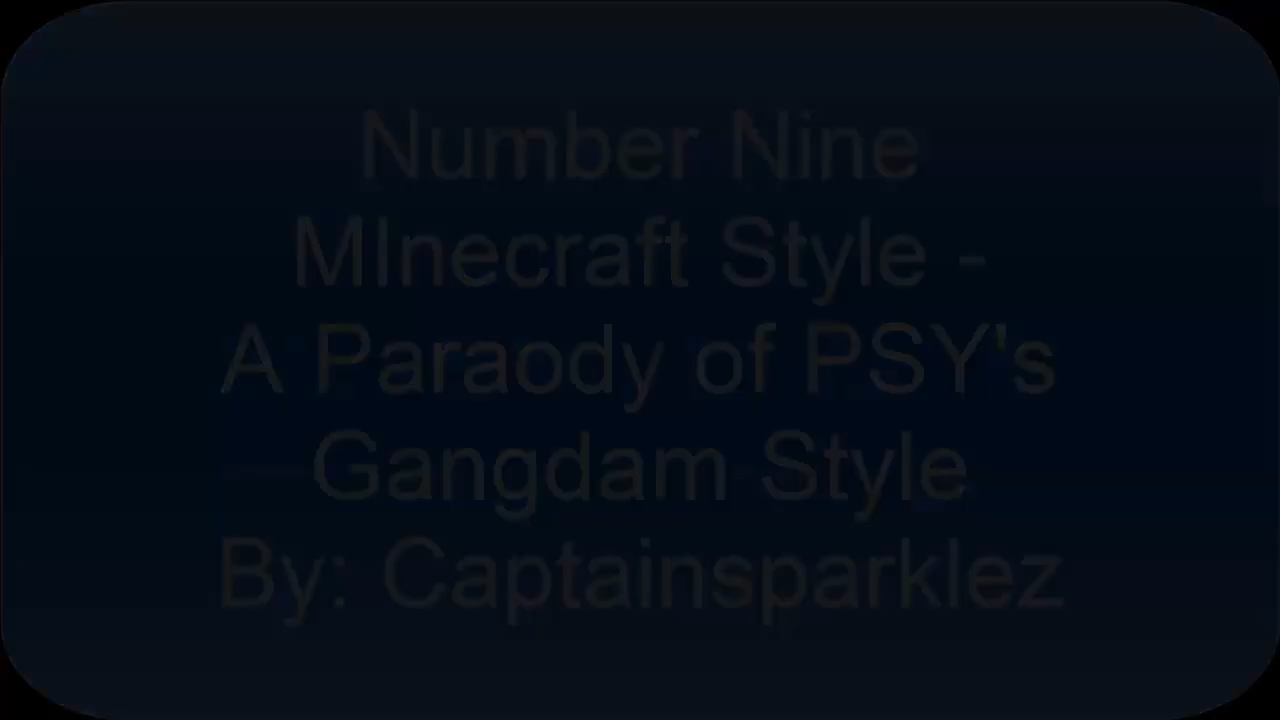 Number Nine
MInecraft Style -
A Paraody of PSY's
Gangdam Style
By: Captainsparklez